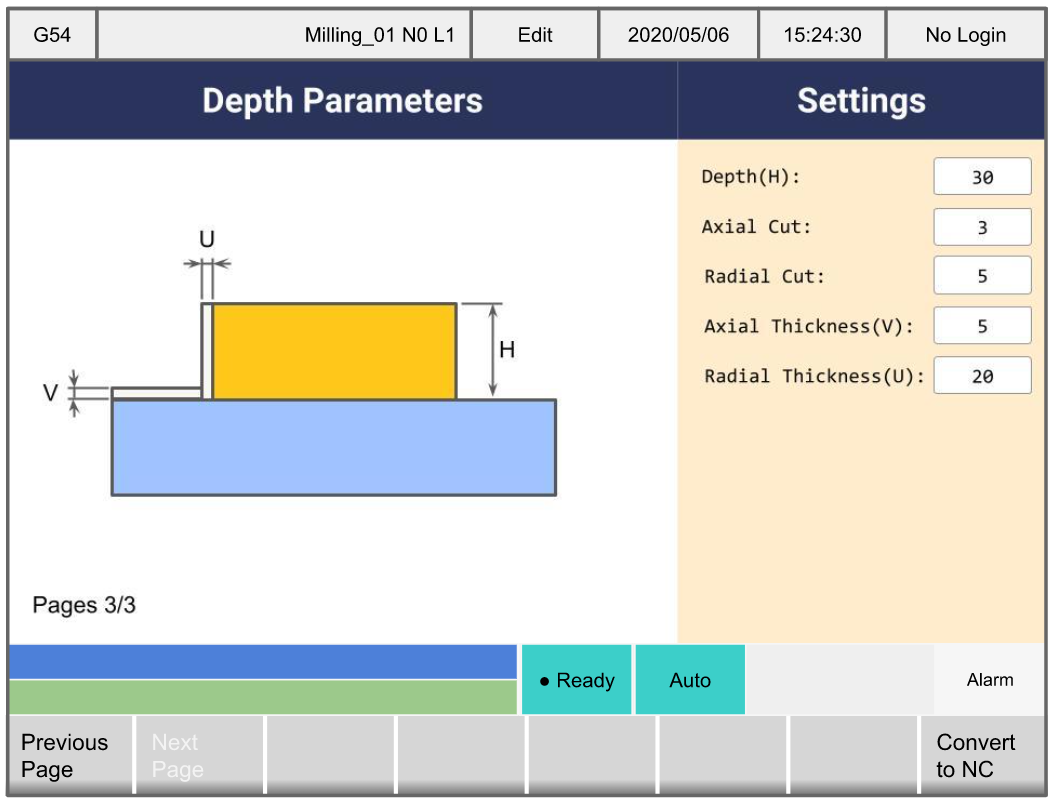 G54
Milling_01 N0 L1
Edit
2020/05/06
15:24:30
No Login
Depth Parameters
Settings
Depth(H): 30
Axial Cut: 3
Radial Cut: 5
Axial Thickness(V): 5
Radial Thickness(U): 20
U
H
V
Pages 3/3
● Ready
Auto
Alarm
Previous
Page
Next
Page
Convert
to NC